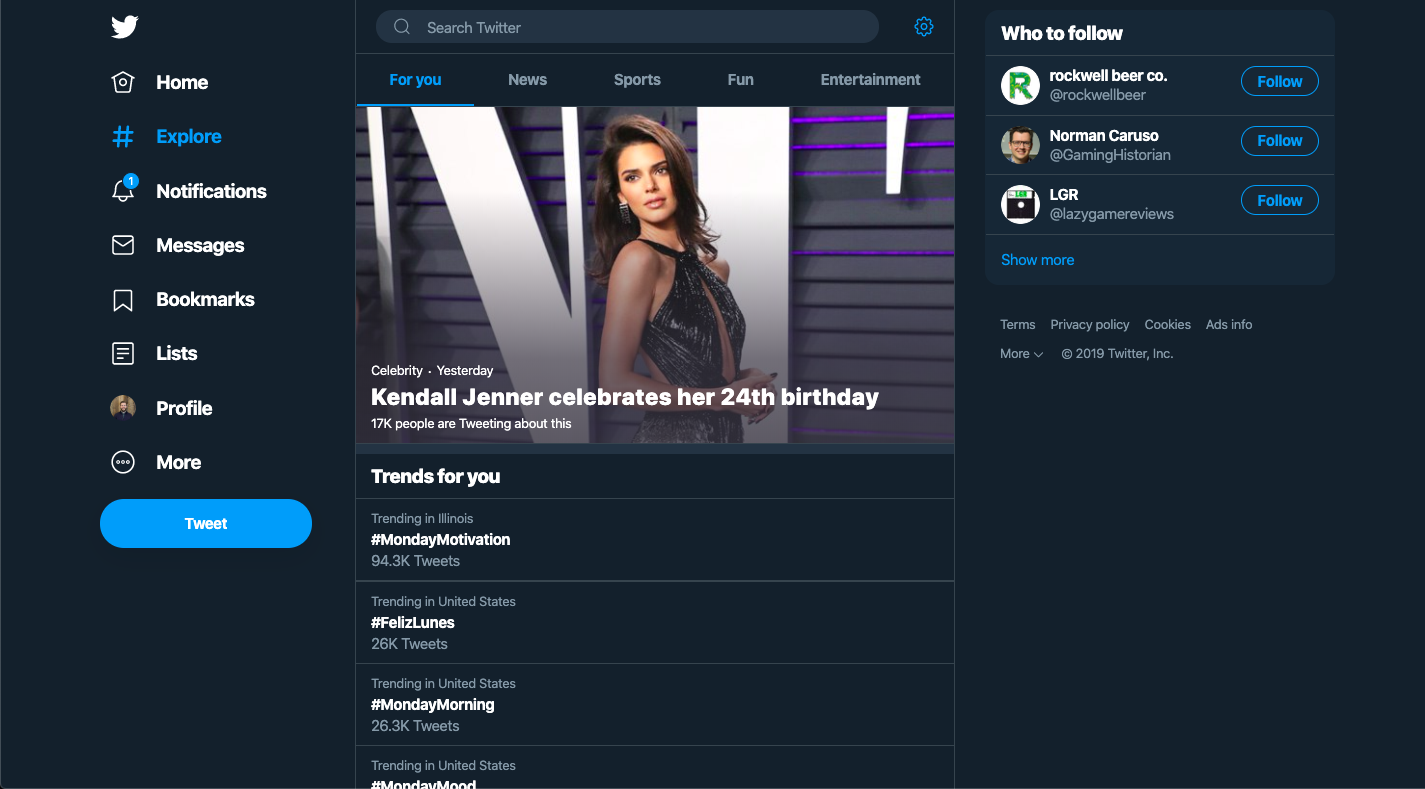 Home
Explore
1
Notifications
Messages
Bookmarks
Lists
Profile
More
Tweet
Search Twitter
For you
News
Sports
Fun
Entertainment
Celebrity · Yesterday
Kendall Jenner celebrates her 24th birthday
17K people are Tweeting about this
Trends for you
Trending in Illinois
#MondayMotivation
94.3K Tweets
Trending in United States
#FelizLunes
26K Tweets
Trending in United States
#MondayMorning
26.3K Tweets
Trending in United States
#MondayMood
Who to follow
R
rockwell beer co.
@rockwellbeer
Follow
Norman Caruso
@GamingHistorian
Follow
LGR
@lazygamereviews
Follow
Show more
Terms Privacy policy Cookies Ads info
More © 2019 Twitter, Inc.